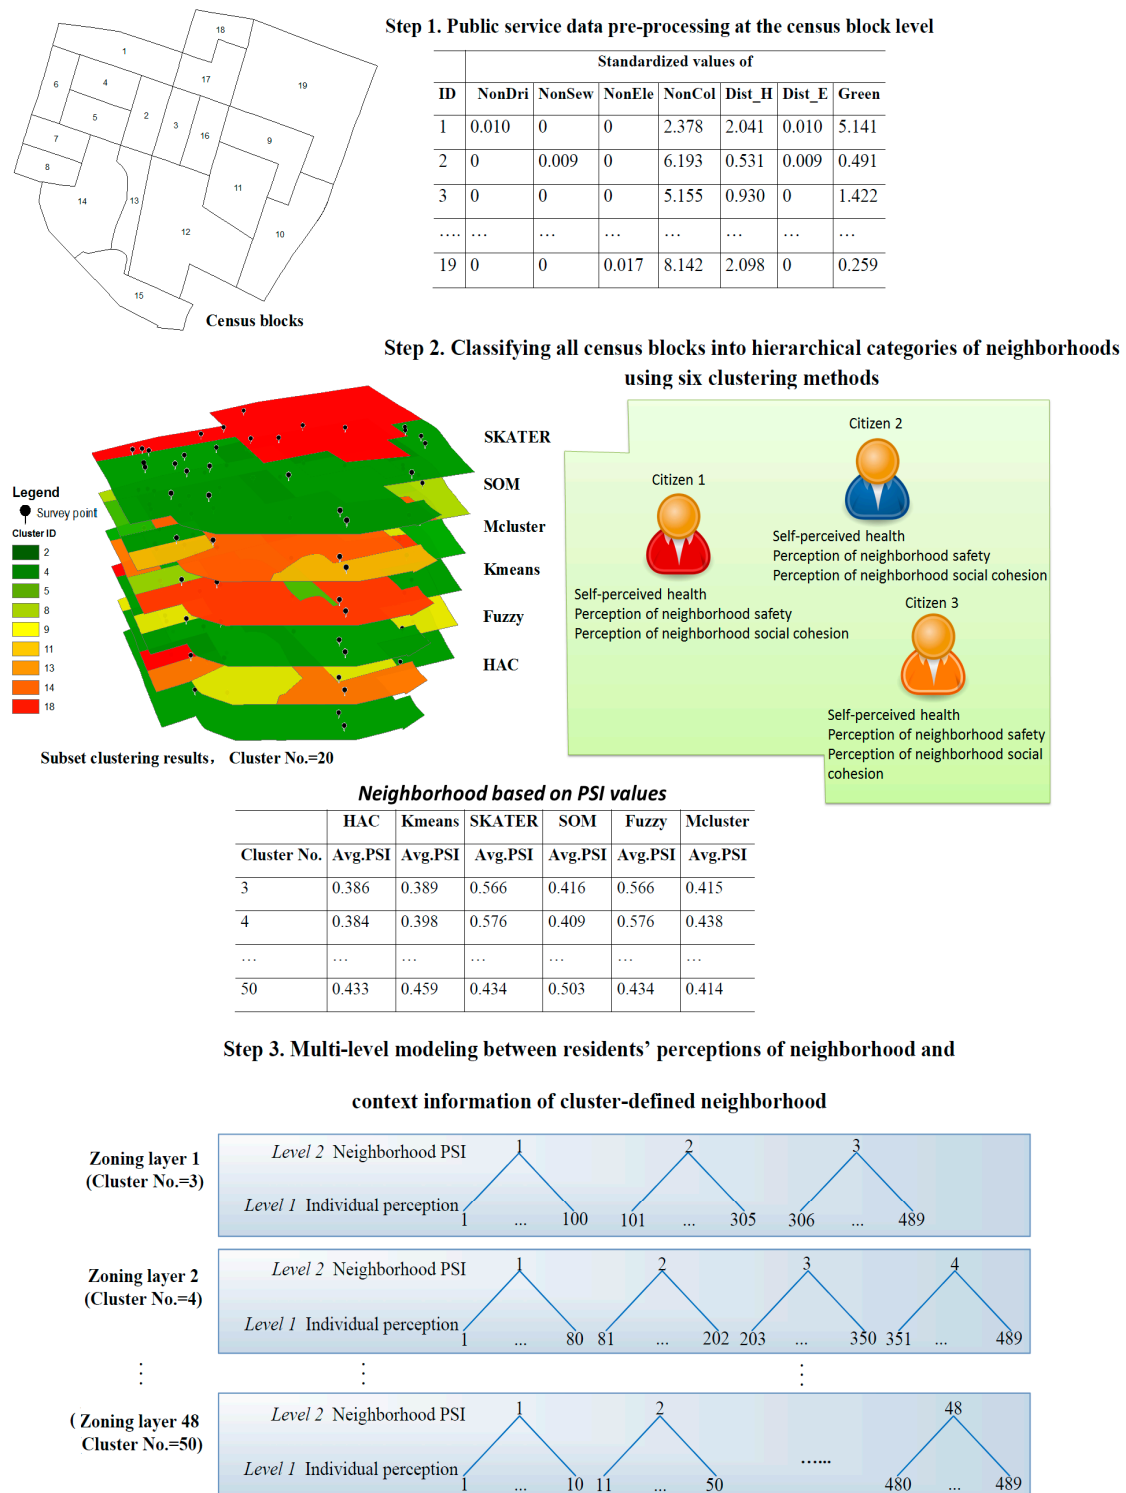 Step 1. Public service data pre-processing at the census block level
18
1
17
19
6
4
2
3
16
5
9
7
8
11
14
13
12
10
15
Census blocks
Standardized values of
ID NonDri NonSew NonEle NonCol Dist_H Dist_E Green
1 0.010 0 0 2.378 2.041 0.010 5.141
2 0 0.009 0 6.193 0.531 0.009 0.491
3 0 0 0 5.155 0.930 0 1.422
.... ... ... ... ... ... ... ...
19 0 0 0.017 8.142 2.098 0 0.259
Step 2. Classifying all census blocks into hierarchical categories of neighborhoods
using six clustering methods
SKATER
SOM
Mcluster
Kmeans
Fuzzy
HAC
Legend
Survey point
Cluster ID
2
4
5
8
9
11
13
14
18
Subset clustering results, Cluster No.=20
Citizen 1
Self-perceived health
Perception of neighborhood safety
Perception of neighborhood social cohesion
Citizen 2
Self-perceived health
Perception of neighborhood safety
Perception of neighborhood social cohesion
Citizen 3
Self-perceived health
Perception of neighborhood safety
Perception of neighborhood social
cohesion
Neighborhood based on PSI values
HAC Kmeans SKATER SOM Fuzzy Mcluster
Cluster No. Avg.PSI Avg.PSI Avg.PSI Avg.PSI Avg.PSI Avg.PSI
3 0.386 0.389 0.566 0.416 0.566 0.415
4 0.384 0.398 0.576 0.409 0.576 0.438
... ... ... ... ... ... ...
50 0.433 0.459 0.434 0.503 0.434 0.414
Step 3. Multi-level modeling between residents' perceptions of neighborhood and
context information of cluster-defined neighborhood
Zoning layer 1
(Cluster No.=3)
Level 2 Neighborhood PSI 1 2 3
Level 1 Individual perception 1 ... 100 101 ... 305 306 ... 489
Zoning layer 2
(Cluster No.=4)
Level 2 Neighborhood PSI 1 2 3 4
Level 1 Individual perception 1 ... 80 81 ... 202 203 ... 350 351 ... 489
⋮ ⋮ ⋮
( Zoning layer 48
Cluster No.=50)
Level 2 Neighborhood PSI 1 2 48
......
Level 1 Individual perception 1 ... 10 11 ... 50 480 ... 489